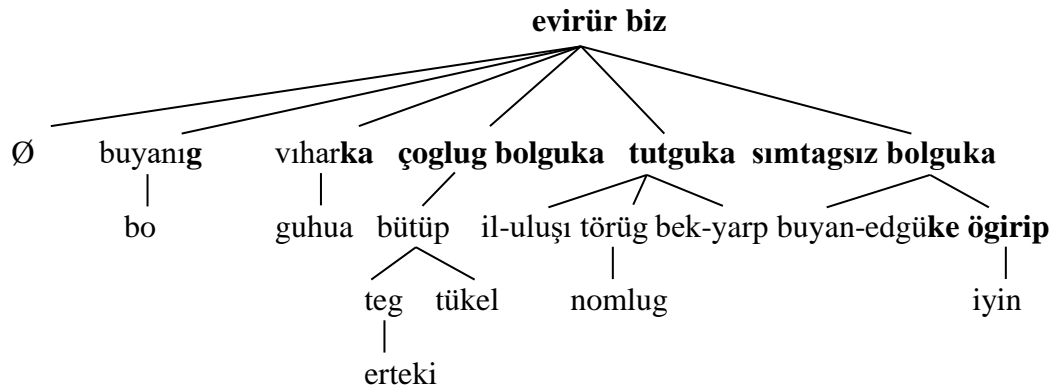 evirür biz
Ø buyanıg vıharka çoglug bolguka tutguka sımtagsız bolguka
bo guhua bütüp il-uluşı törüg bek-yarp buyan-edgüke ögirip
teg tükel nomlug iyin
erteki